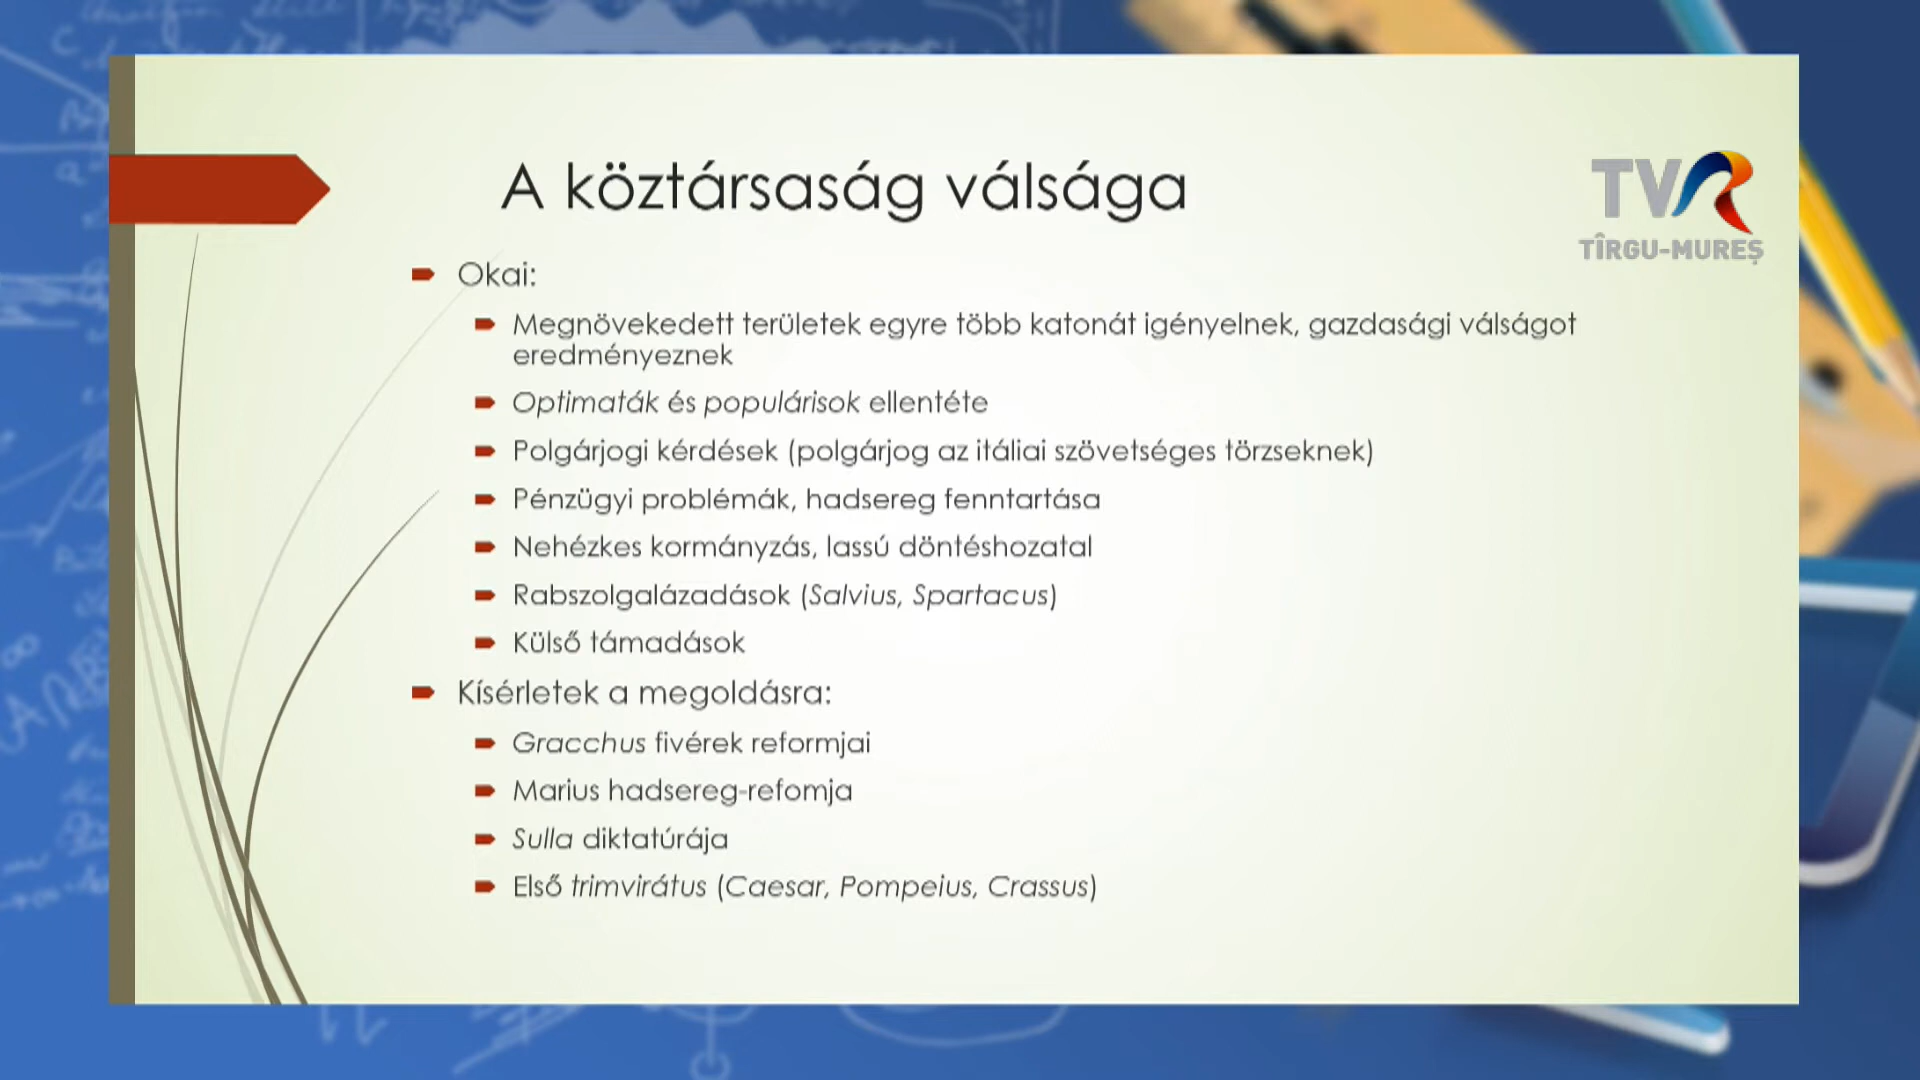 A köztársaság válsága
TVR
TÎRGU-MUREȘ
Okai:
Megnövekedett területek egyre több katonát igényelnek, gazdasági válságot
eredményeznek
Optimaták és populárisok ellentéte
Polgárjogi kérdések (polgárjog az itáliai szövetséges törzseknek)
Pénzügyi problémák, hadsereg fenntartása
Nehézkes kormányzás, lassú döntéshozatal
Rabszolgalázadások (Salvius, Spartacus)
Külső támadások
Kísérletek a megoldásra:
Gracchus fivérek reformjai
Marius hadsereg-refomja
Sulla diktatúrája
Első trimvirátus (Caesar, Pompeius, Crassus)